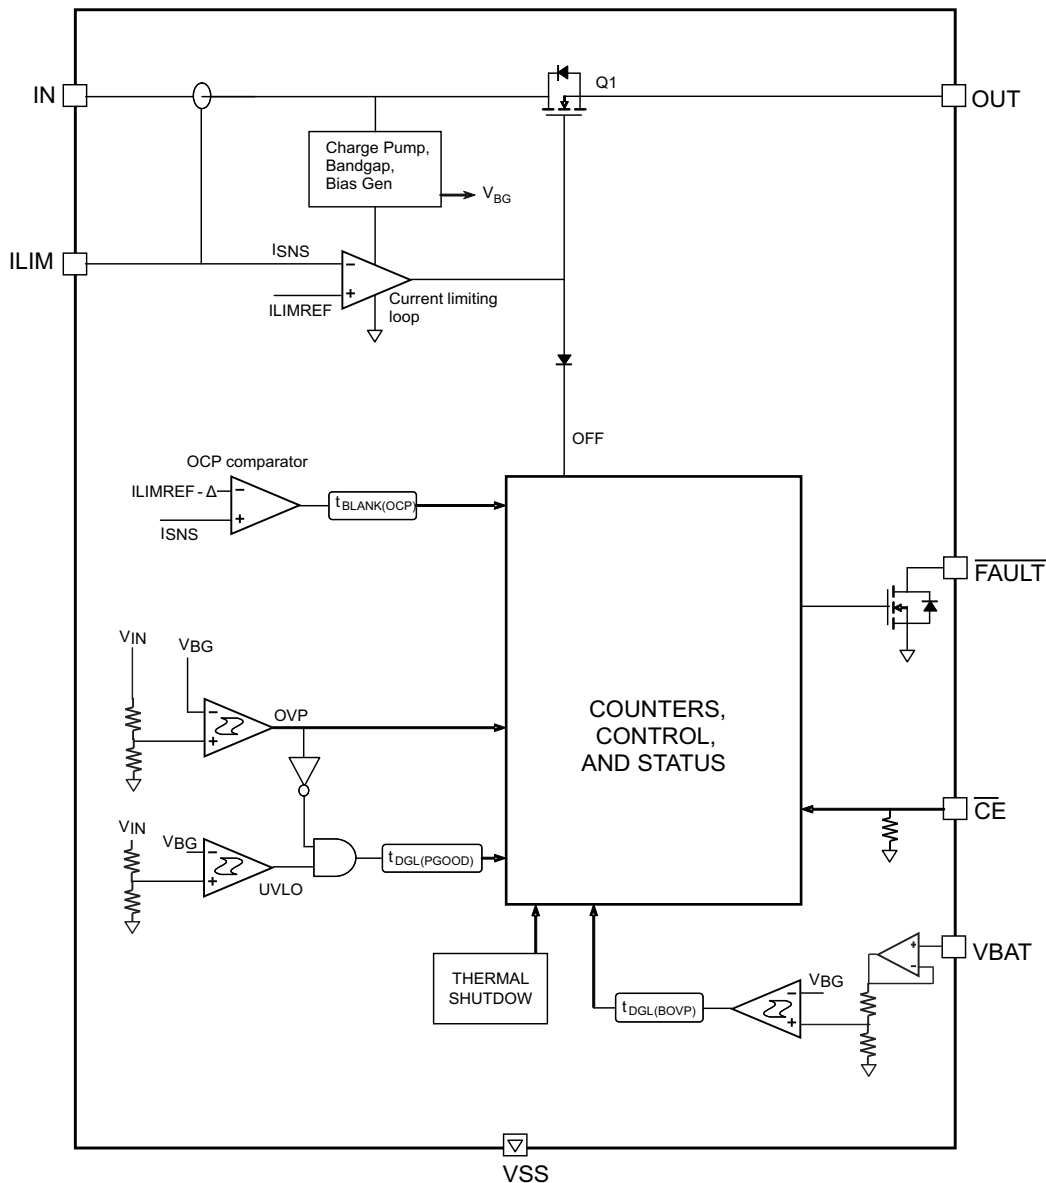 Q1
IN
OUT
Charge Pump,
Bandgap,
Bias Gen
VBG
ILIM
ISNS
-
+
ILIMREF
Current limiting
loop
OFF
OCP comparator
ILIMREF - Δ
-
+
ISNS
tBLANK(OCP)
FAULT
VIN
VBG
-
+
OVP
COUNTERS,
CONTROL,
AND STATUS
CE
VIN
VBG
-
+
UVLO
tDGL(PGOOD)
THERMAL
SHUTDOW
tDGL(BOVP)
VBG
-
+
+
-
VBAT
VSS